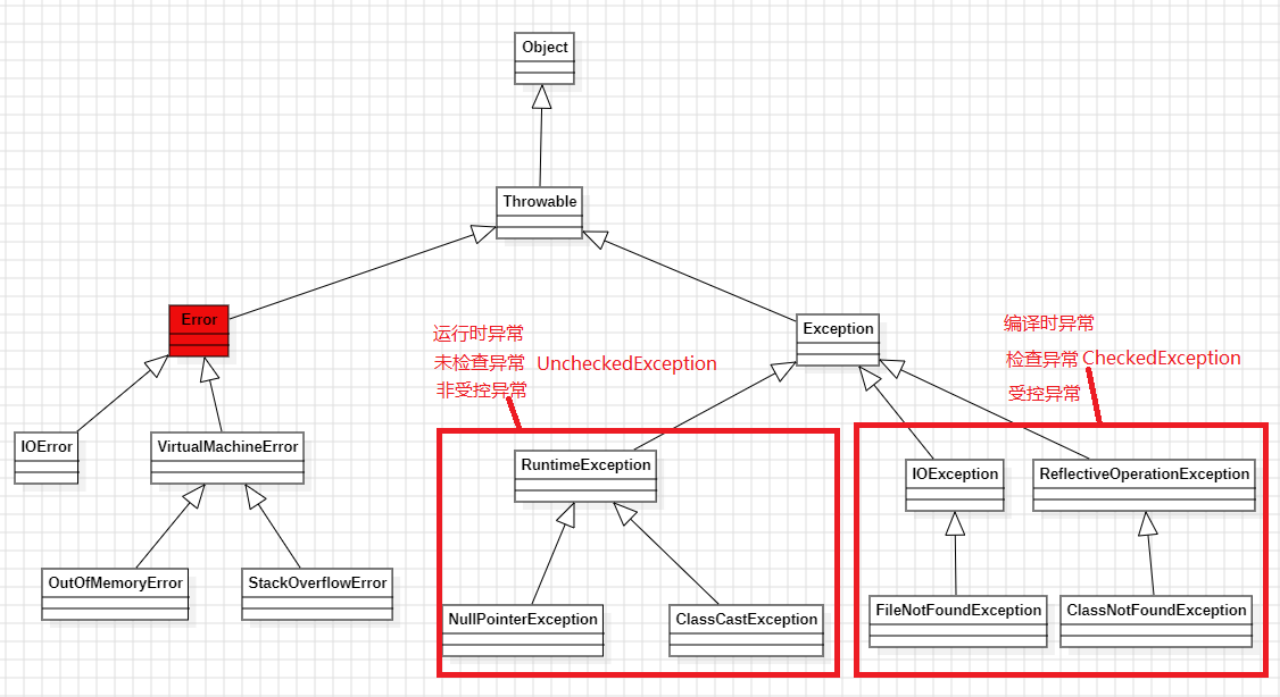 Object
Throwable
Error
Exception
运行时异常
未检查异常 UncheckedException
非受控异常
编译时异常
检查异常 CheckedException
受控异常
IOError
VirtualMachineError
RuntimeException
IOException
ReflectiveOperationException
OutOfMemoryError
StackOverflowError
NullPointerException
ClassCastException
FileNotFoundException
ClassNotFoundException